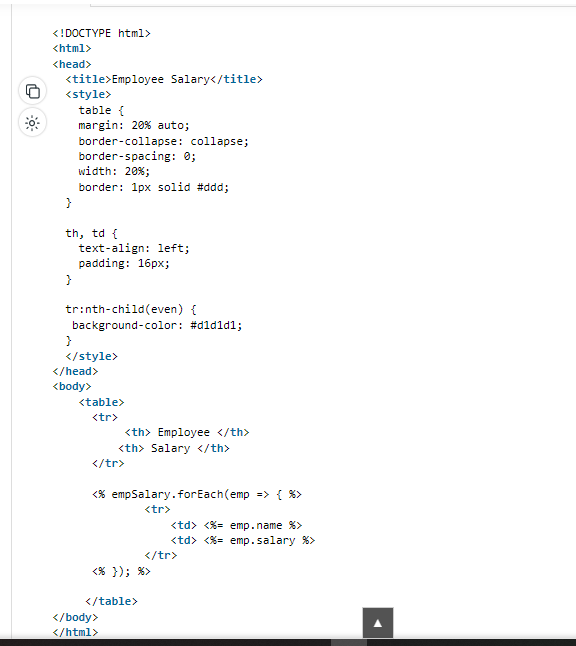 <!DOCTYPE html>
<html>
<head>
  <title>Employee Salary</title>
  <style>
    table {
    margin: 20% auto;
    border-collapse: collapse;
    border-spacing: 0;
    width: 20%;
    border: 1px solid #ddd;
  }

  th, td {
    text-align: left;
    padding: 16px;
  }

  tr:nth-child(even) {
   background-color: #d1d1d1;
  }
  </style>
</head>
<body>
    <table>
      <tr>
           <th> Employee </th>
          <th> Salary </th>
      </tr>

      <% empSalary.forEach(emp => { %>
              <tr>
                  <td> <%= emp.name %>
                  <td> <%= emp.salary %>
              </tr>
      <% }); %>

     </table>
</body>
</html>